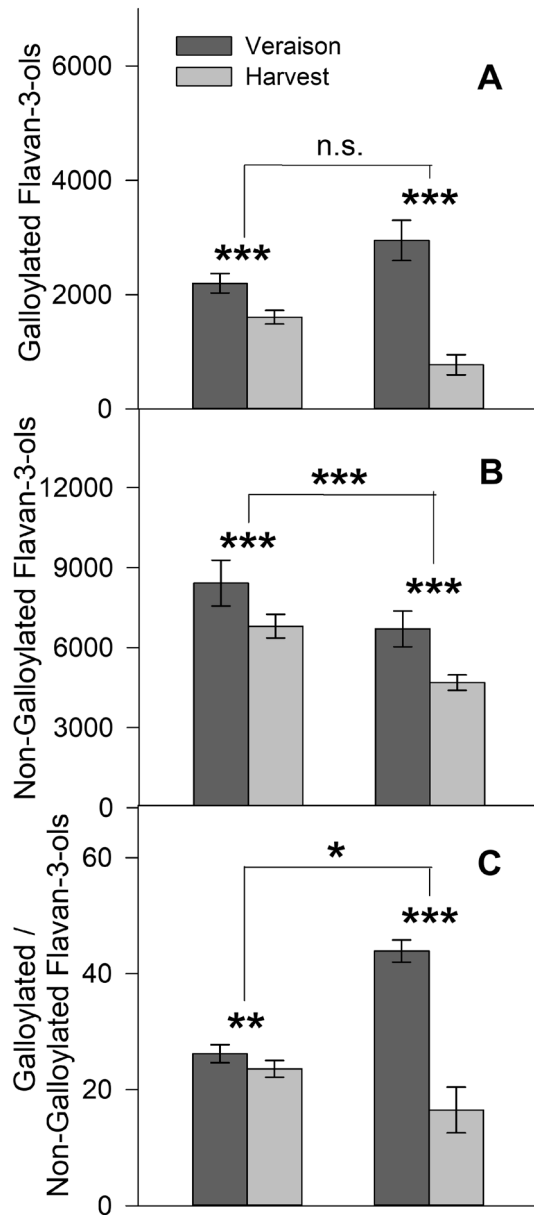 Galloylated Flavan-3-ols
6000
4000
2000
0
Veraison
Harvest
A
n.s.
***
***
Non-Galloylated Flavan-3-ols
12000
9000
6000
3000
0
B
***
***
***
Galloylated /
Non-Galloylated Flavan-3-ols
60
40
20
0
C
*
***
**